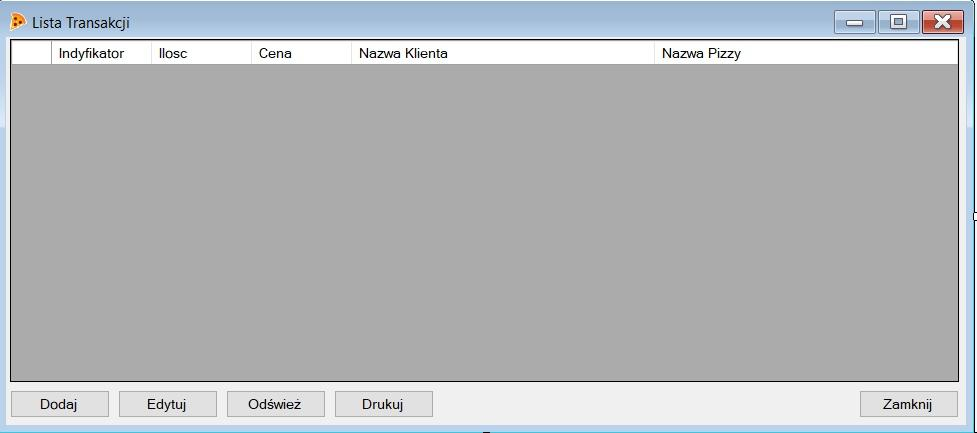 Lista Transakcji
Indyfikator Ilosc Cena Nazwa Klienta Nazwa Pizzy
Dodaj Edytuj Odśwież Drukuj Zamknij